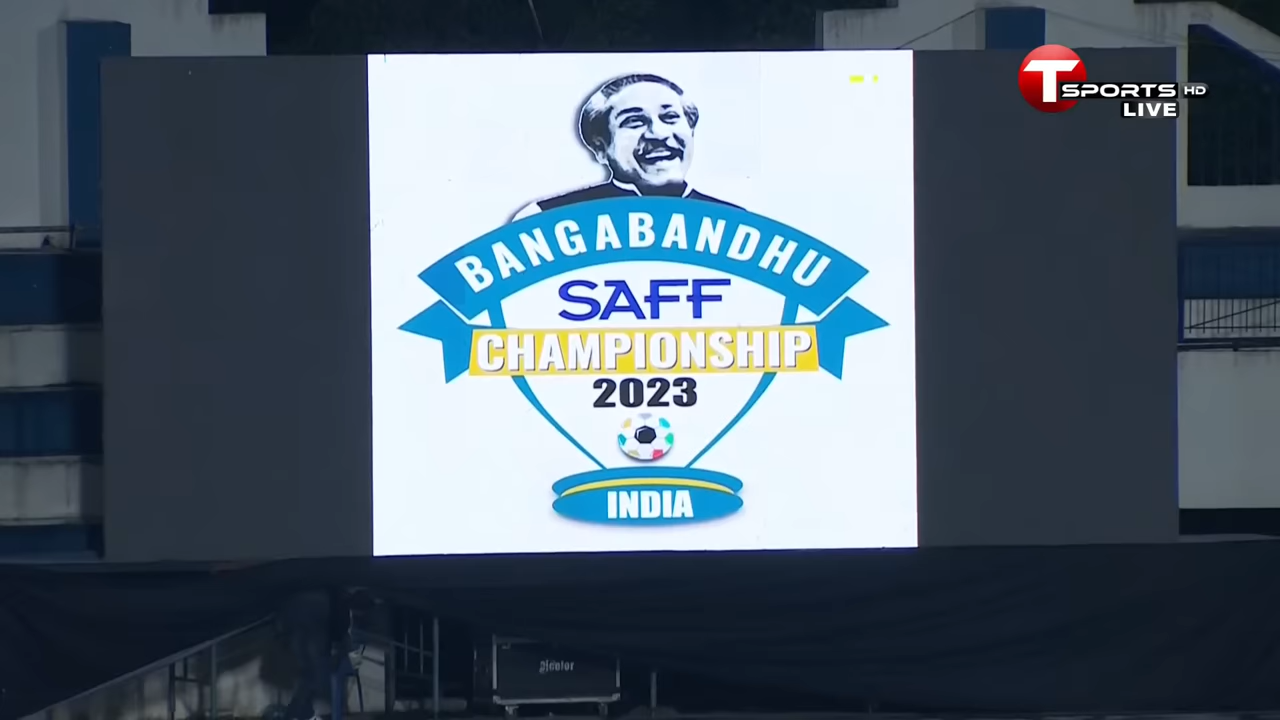 T SPORTS HD
LIVE
BANGABANDHU
SAFF
CHAMPIONSHIP
2023
INDIA